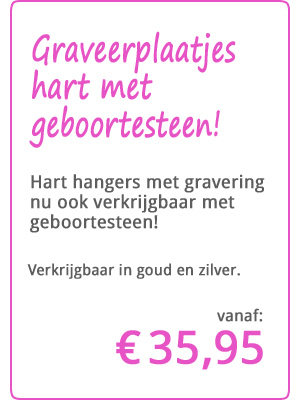 Graveerplaatjes
hart met
geboortesteen!
Hart hangers met gravering
nu ook verkrijgbaar met
geboortesteen!
Verkrijgbaar in goud en zilver.
vanaf:
€ 35,95